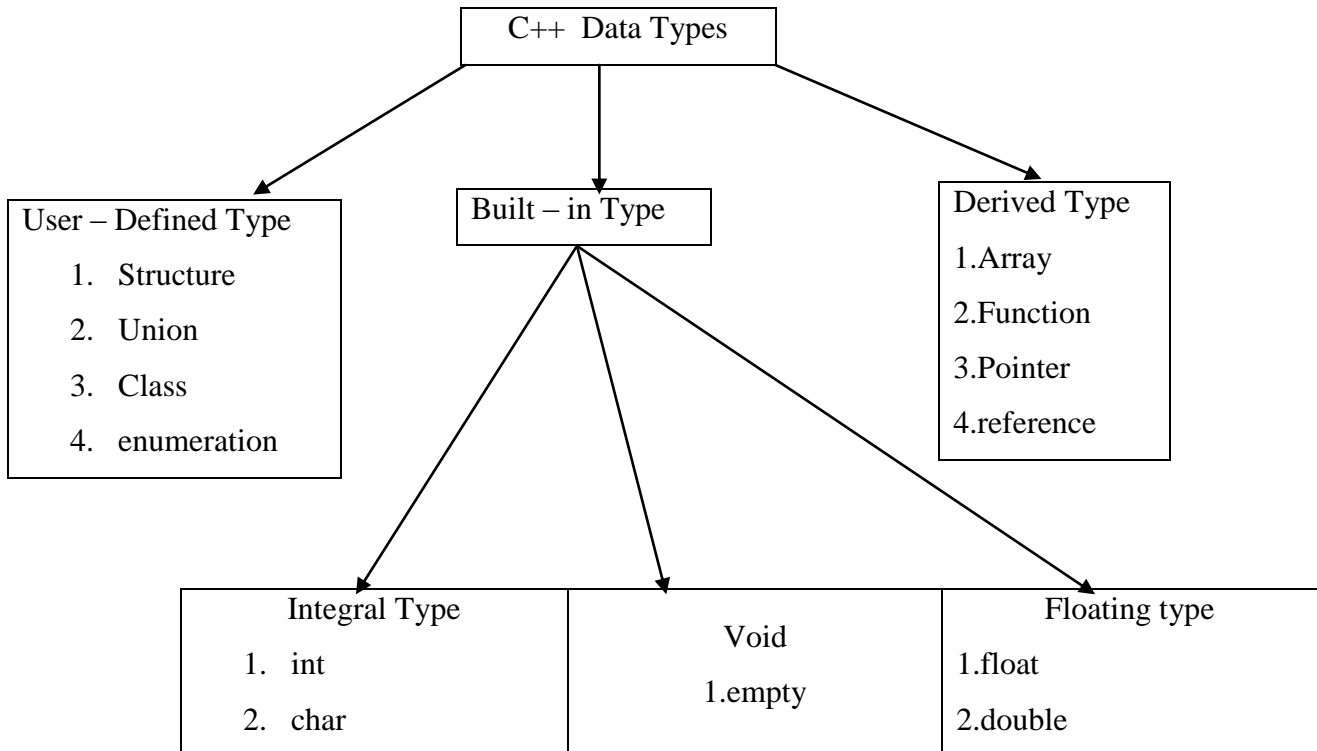 C++ Data Types
User – Defined Type
1. Structure
2. Union
3. Class
4. enumeration
Built – in Type
Derived Type
1.Array
2.Function
3.Pointer
4.reference
Integral Type
1. int
2. char
Void
1.empty
Floating type
1.float
2.double